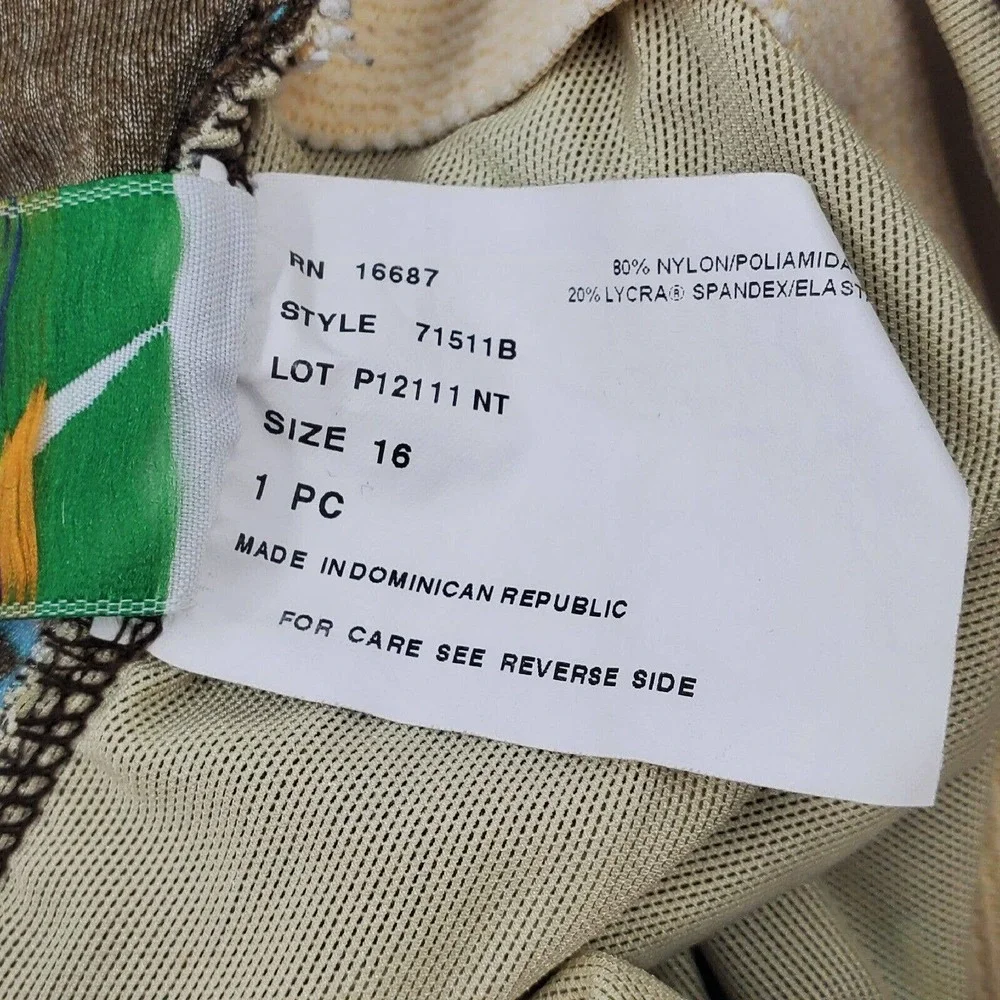 RN 16687
STYLE 71511B
LOT P12111 NT
SIZE 16
1 PC
MADE IN DOMINICAN REPUBLIC
FOR CARE SEE REVERSE SIDE
80% NYLON/POLIAMIDA
20% LYCRA® SPANDEX/ELAST